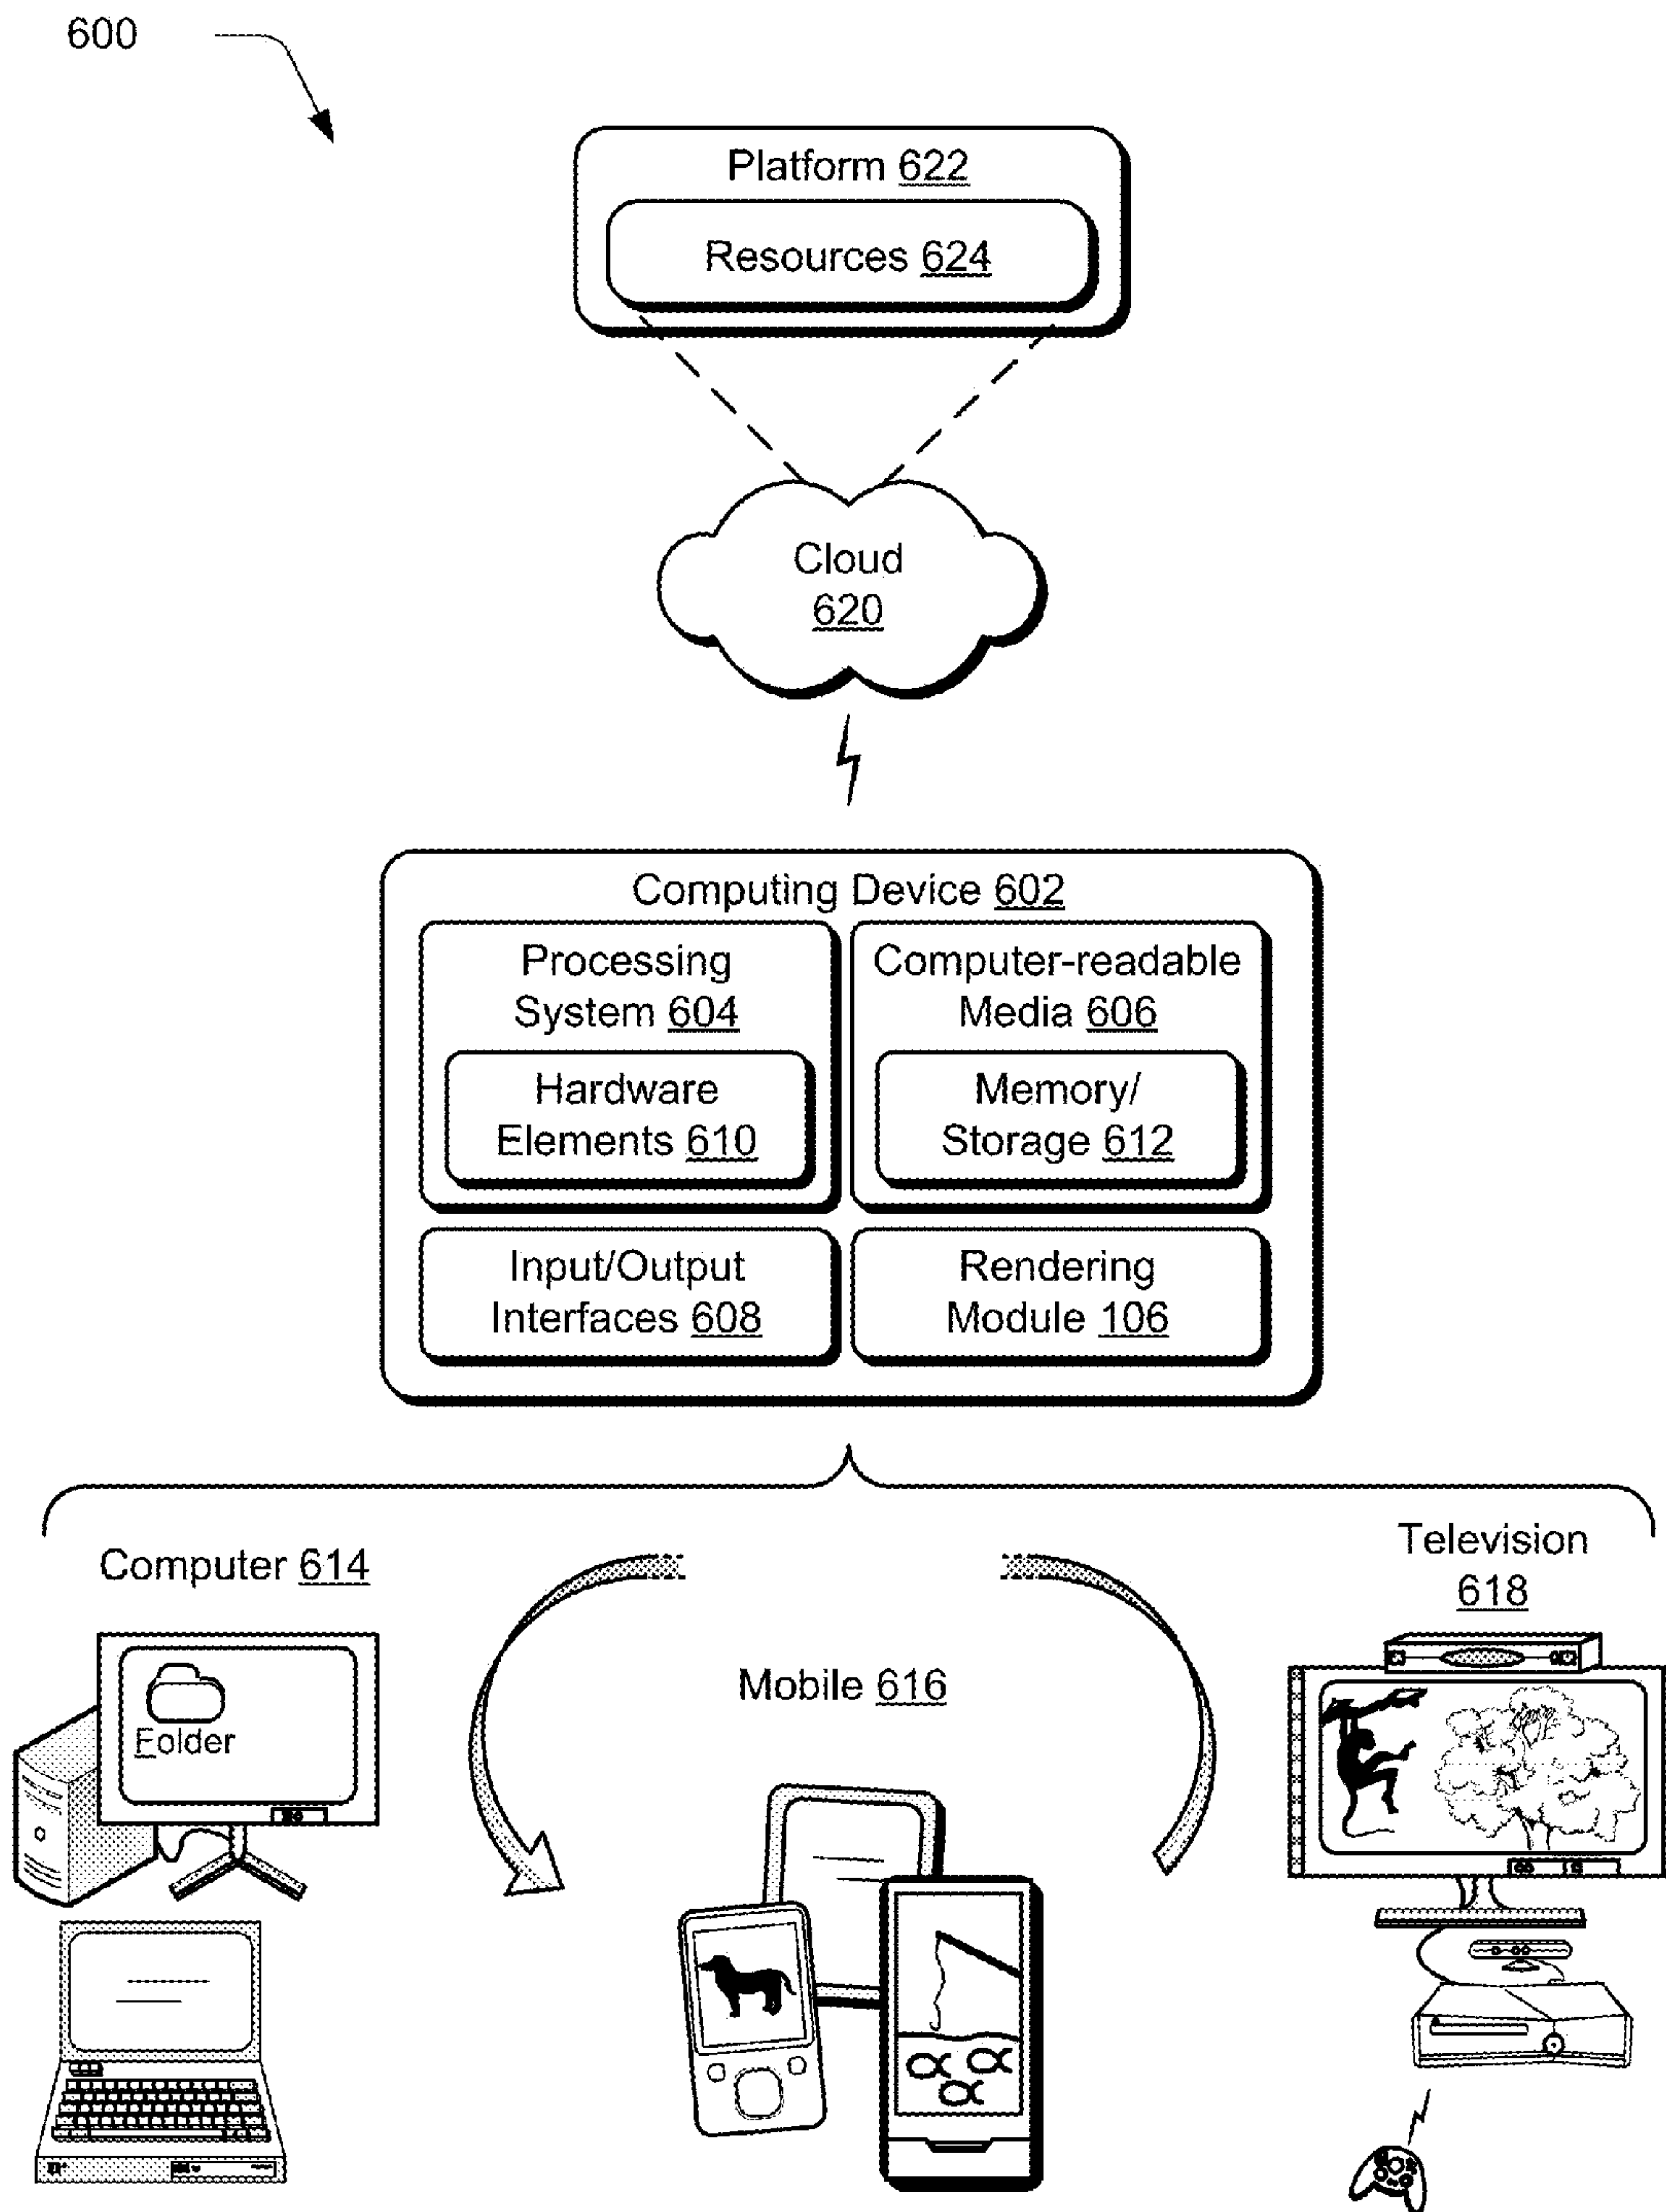 600
Platform 622
Resources 624
Cloud
620
Computing Device 602
Processing
System 604
Computer-readable
Media 606
Hardware
Elements 610
Memory/
Storage 612
Input/Output
Interfaces 608
Rendering
Module 106
Computer 614
Television
618
Mobile 616
Folder